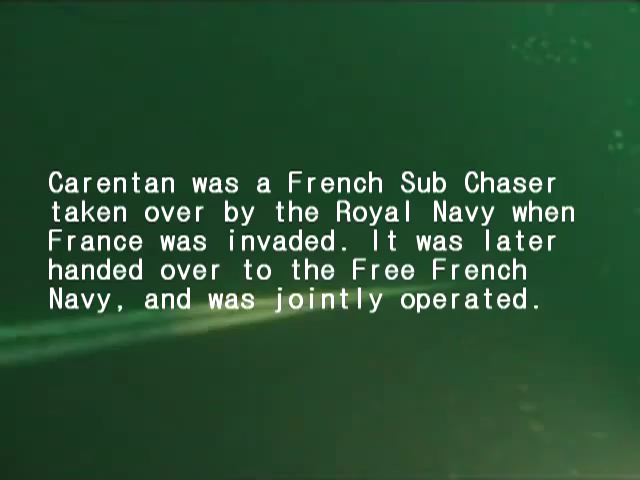 Carentan was a French Sub Chaser
taken over by the Royal Navy when
France was invaded. It was later
handed over to the Free French
Navy, and was jointly operated.